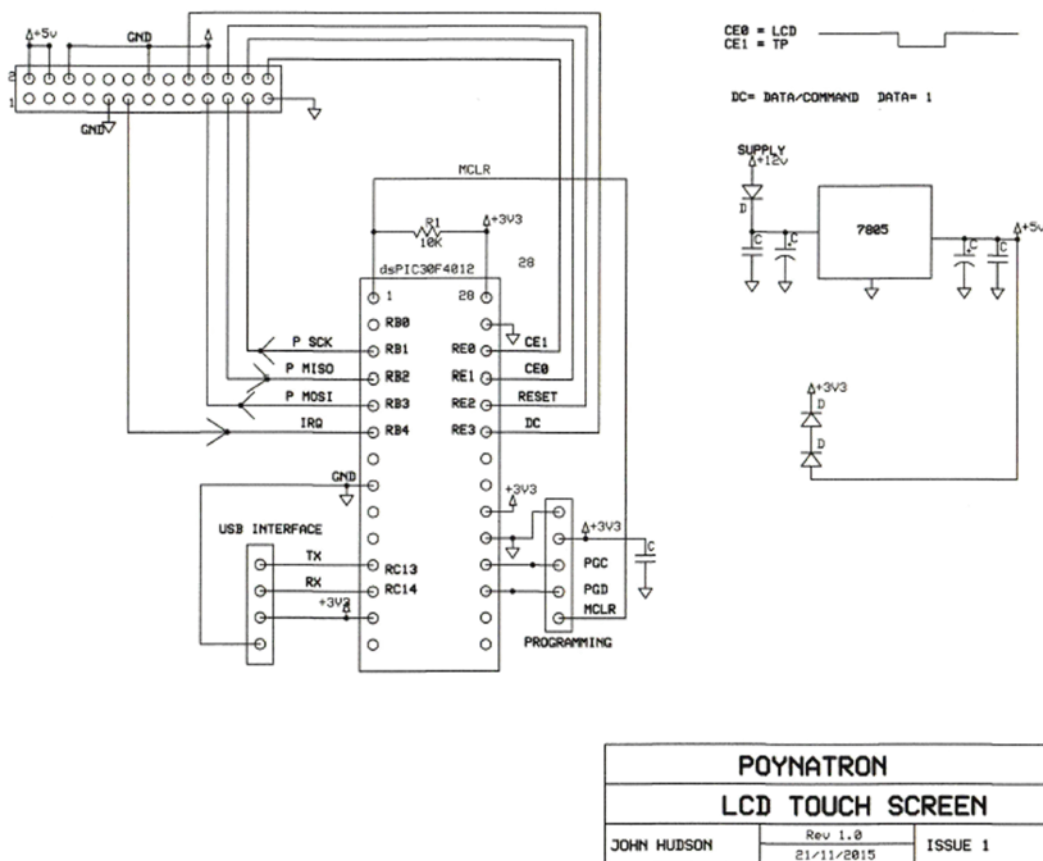 +5v
GND
2
1
GND
CE0 = LCD
CE1 = TP
DC= DATA/COMMAND DATA= 1
SUPPLY
+12v
D
C
C
7805
C
C
+5v
MCLR
R1
10K
+3V3
dsPIC30F4012
28
1
28
RB0
P SCK
RB1
RE0
CE1
P MISO
RB2
RE1
CE0
P MOSI
RB3
RE2
RESET
IRQ
RB4
RE3
DC
+3V3
D
D
GND
+3V3
USB INTERFACE
+3V3
C
TX
RC13
PGC
RX
RC14
PGD
+3V3
MCLR
PROGRAMMING
POYNATRON
LCD TOUCH SCREEN
JOHN HUDSON
Rev 1.0
21/11/2015
ISSUE 1